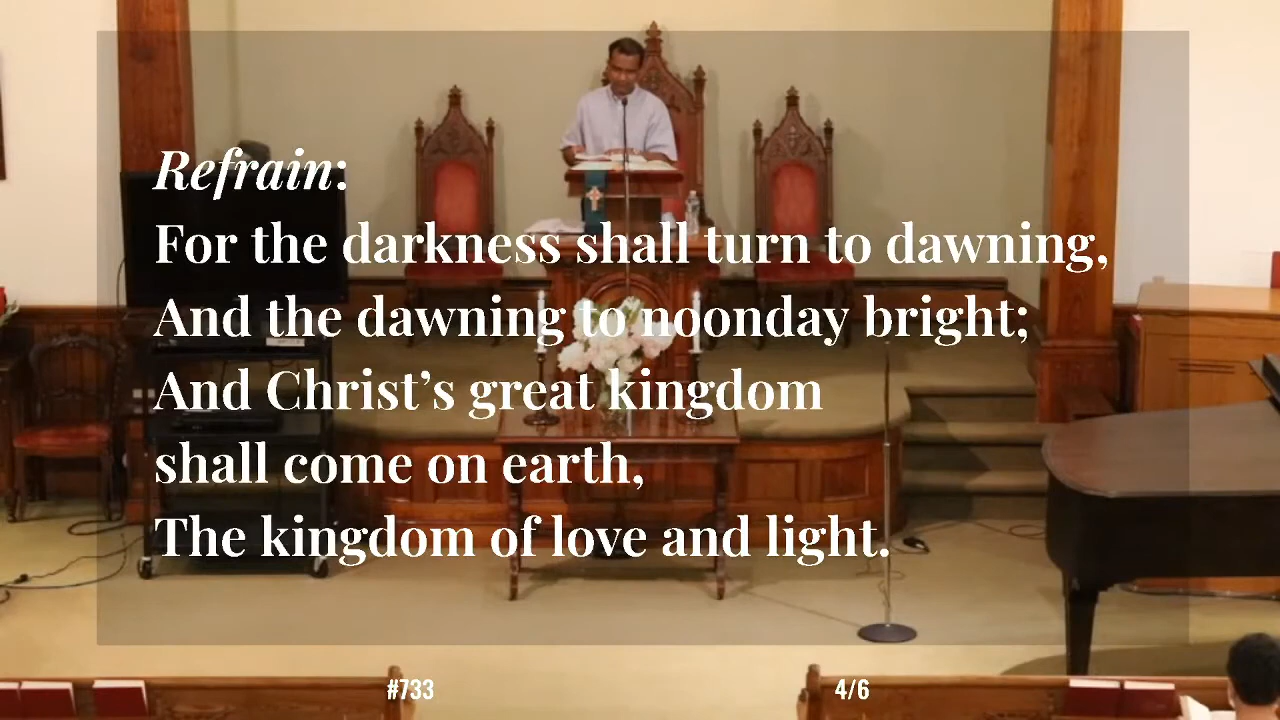 Refrain:
For the darkness shall turn to dawning,
And the dawning to noonday bright;
And Christ’s great kingdom
shall come on earth,
The kingdom of love and light.
#733
4/6